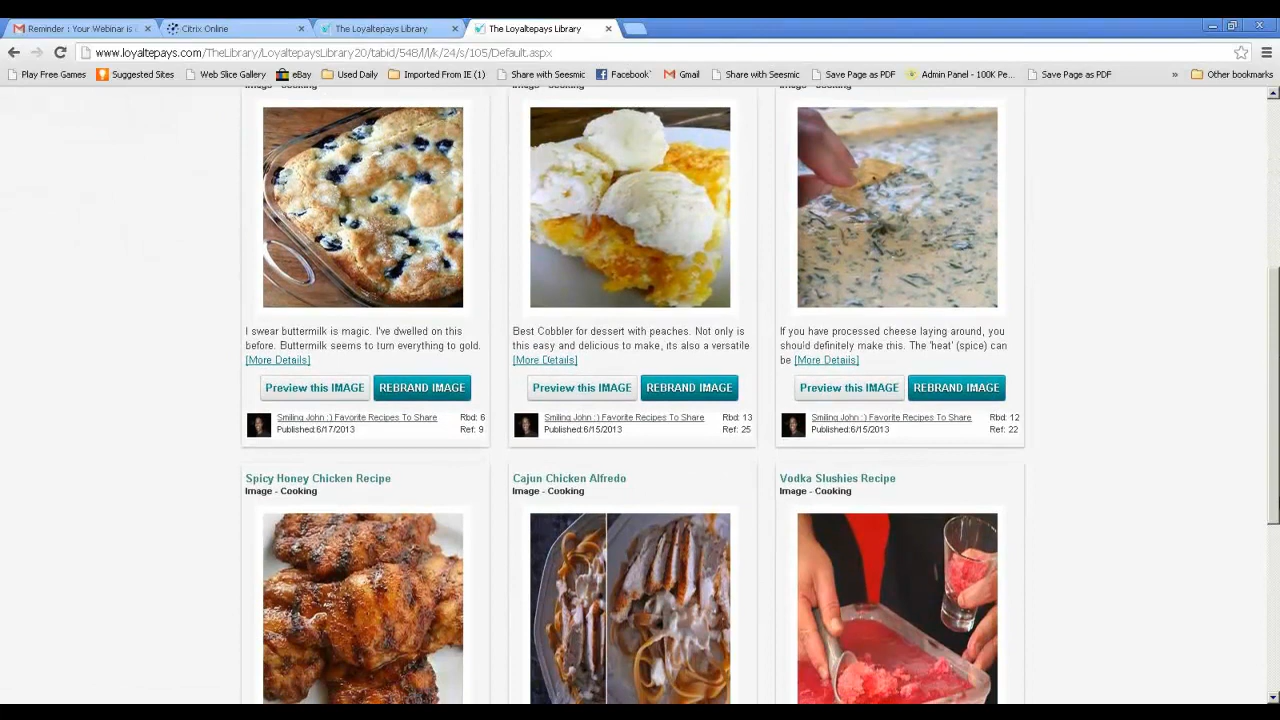 Reminder : Your Webinar is
Citrix Online
The Loyaltepays Library
The Loyaltepays Library
www.loyaltepays.com/TheLibrary/LoyaltepaysLibrary20/tabid/548/l/l/k/24/s/105/Default.aspx
Play Free Games
Suggested Sites
Web Slice Gallery
eBay
Used Daily
Imported From IE (1)
Share with Seesmic
Facebook
Gmail
Share with Seesmic
Save Page as PDF
Admin Panel - 100K Pe...
Save Page as PDF
»
Other bookmarks
Image - Cooking
Image - Cooking
Image - Cooking
I swear buttermilk is magic. I've dwelled on this
before. Buttermilk seems to turn everything to gold.
[More Details]
Preview this IMAGE
REBRAND IMAGE
Smiling John :) Favorite Recipes To Share
Rbd: 6
Published:6/17/2013
Ref: 9
Best Cobbler for dessert with peaches. Not only is
this easy and delicious to make, its also a versatile
[More Details]
Preview this IMAGE
REBRAND IMAGE
Smiling John :) Favorite Recipes To Share
Rbd: 13
Published:6/15/2013
Ref: 25
If you have processed cheese laying around, you
should definitely make this. The 'heat' (spice) can
be [More Details]
Preview this IMAGE
REBRAND IMAGE
Smiling John :) Favorite Recipes To Share
Rbd: 12
Published:6/15/2013
Ref: 22
Spicy Honey Chicken Recipe
Image - Cooking
Cajun Chicken Alfredo
Image - Cooking
Vodka Slushies Recipe
Image - Cooking